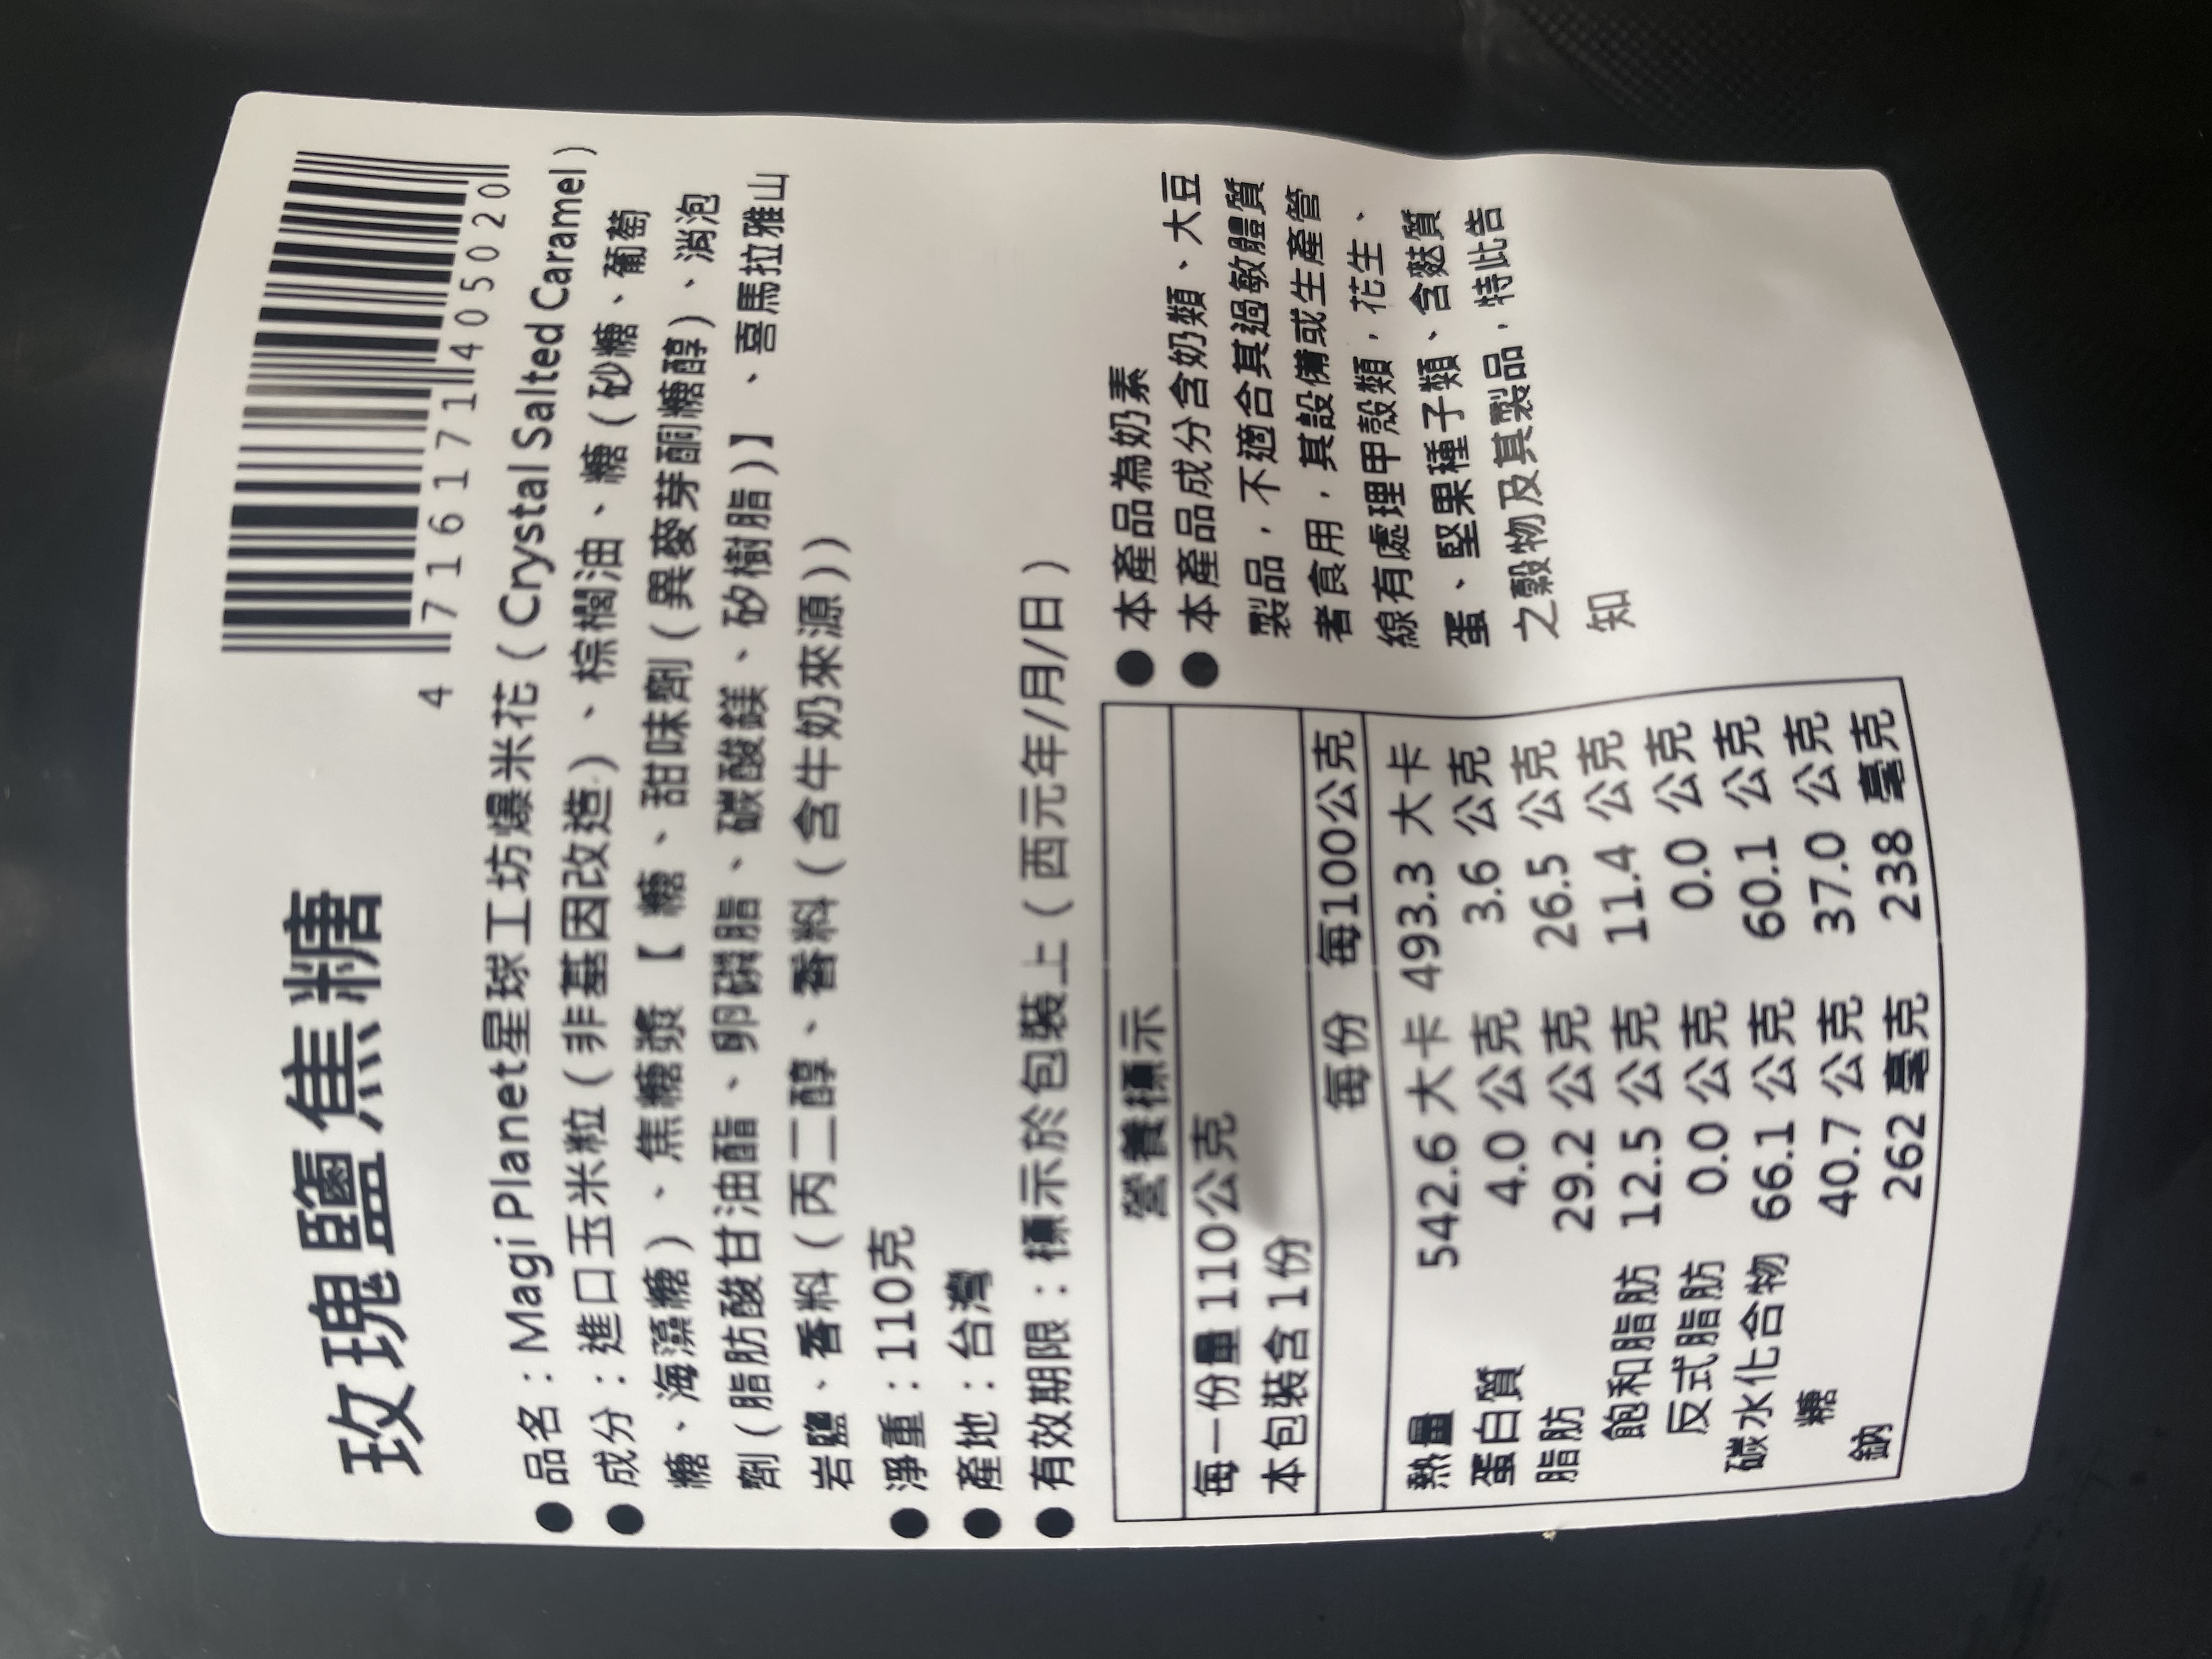 玫瑰鹽焦糖
4 716171 405020
●品名：Magi Planet星球工坊爆米花（Crystal Salted Caramel）
●成分：進口玉米粒（非基因改造）、棕櫚油、糖（砂糖、葡萄
糖、海藻糖）、焦糖漿【 糖、甜味劑（異麥芽酮糖醇）、消泡
劑（脂肪酸甘油酯、卵磷脂、碳酸鎂、矽樹脂）】、喜馬拉雅山
岩鹽、香料（丙二醇、香料（含牛奶來源））
●淨重：110克
●產地：台灣
●有效期限：標示於包裝上（西元年/月/日）
營養標示
每一份量 110公克
本包裝含 1份
每份 每100公克
熱量 542.6 大卡 493.3 大卡
蛋白質 4.0 公克 3.6 公克
脂肪 29.2 公克 26.5 公克
飽和脂肪 12.5 公克 11.4 公克
反式脂肪 0.0 公克 0.0 公克
碳水化合物 66.1 公克 60.1 公克
糖 40.7 公克 37.0 公克
鈉 262 毫克 238 毫克
●本產品為奶素
●本產品成分含奶類、大豆
製品，不適合其過敏體質
者食用，其設備或生產管
線有處理甲殼類，花生、
蛋、堅果種子類、含麩質
之穀物及其製品，特此告
知